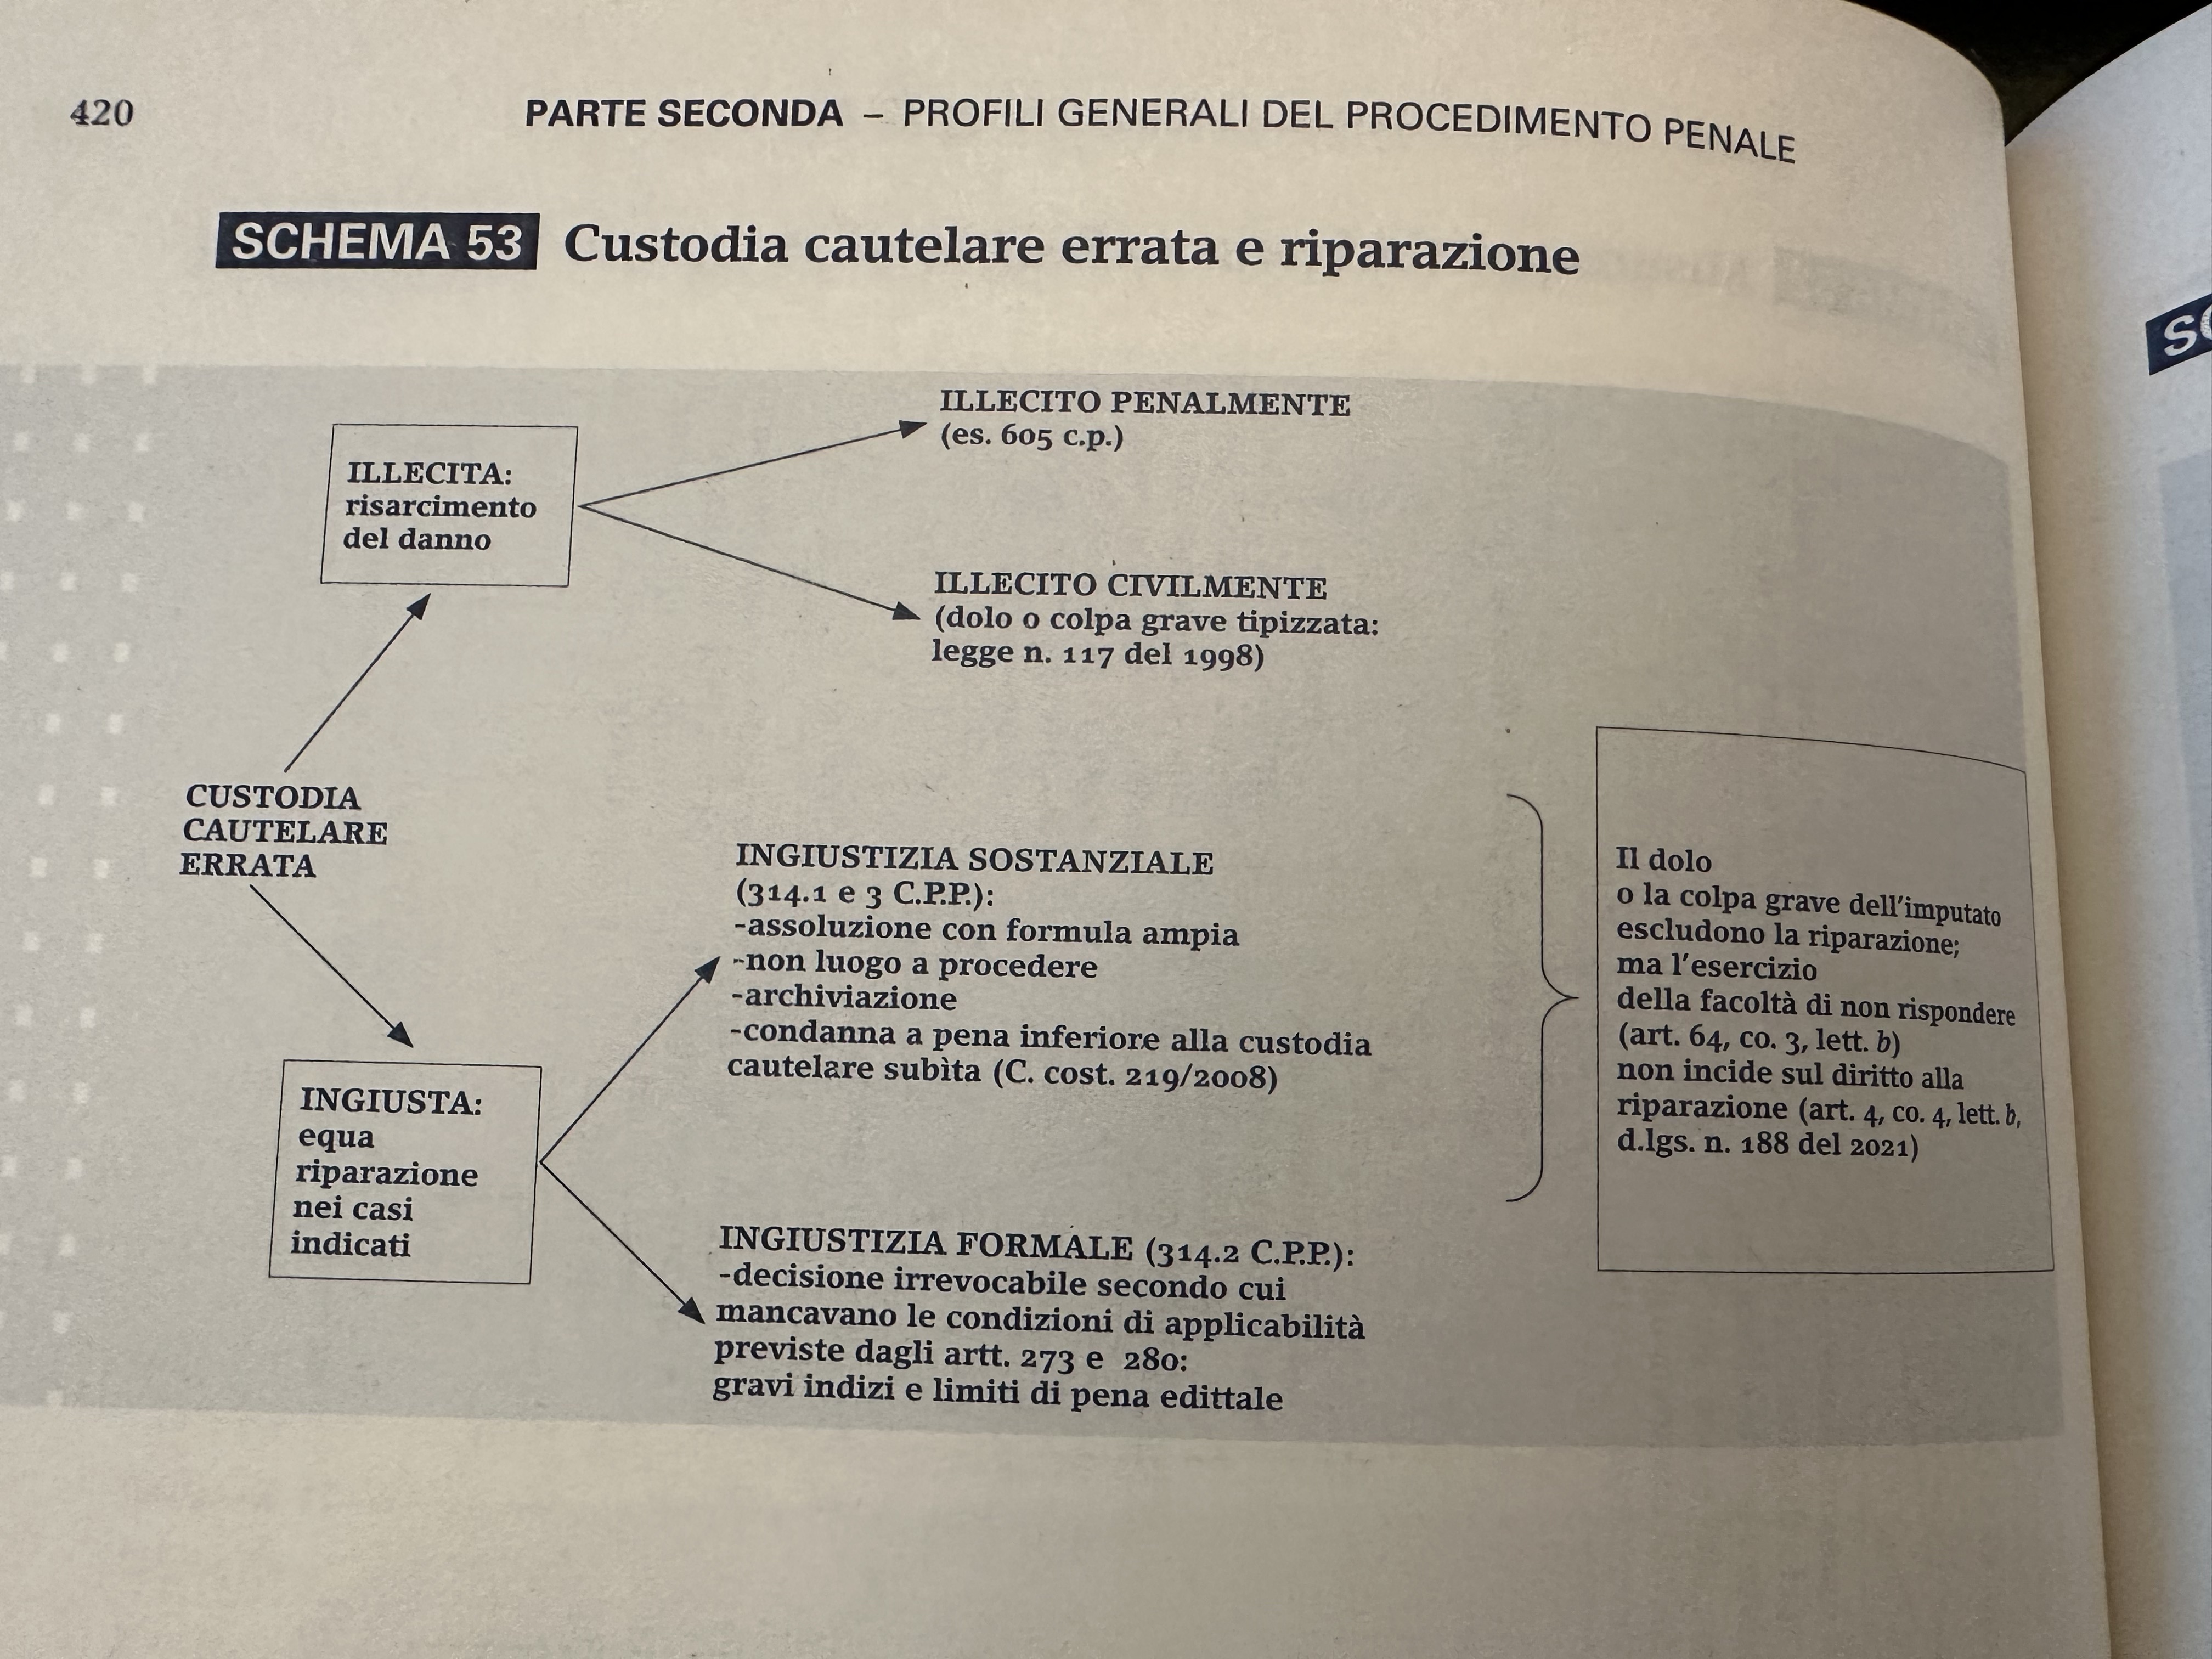 420
PARTE SECONDA – PROFILI GENERALI DEL PROCEDIMENTO PENALE
SCHEMA 53 Custodia cautelare errata e riparazione
ILLECITA:
risarcimento
del danno
ILLECITO PENALMENTE
(es. 605 c.p.)
ILLECITO CIVILMENTE
(dolo o colpa grave tipizzata:
legge n. 117 del 1998)
CUSTODIA
CAUTELARE
ERRATA
INGIUSTA:
equa
riparazione
nei casi
indicati
INGIUSTIZIA SOSTANZIALE
(314.1 e 3 C.P.P.):
-assoluzione con formula ampia
-non luogo a procedere
-archiviazione
-condanna a pena inferiore alla custodia
cautelare subìta (C. cost. 219/2008)
INGIUSTIZIA FORMALE (314.2 C.P.P.):
-decisione irrevocabile secondo cui
mancavano le condizioni di applicabilità
previste dagli artt. 273 e 280:
gravi indizi e limiti di pena edittale
Il dolo
o la colpa grave dell'imputato
escludono la riparazione;
ma l'esercizio
della facoltà di non rispondere
(art. 64, co. 3, lett. b)
non incide sul diritto alla
riparazione (art. 4, co. 4, lett. b,
d.lgs. n. 188 del 2021)